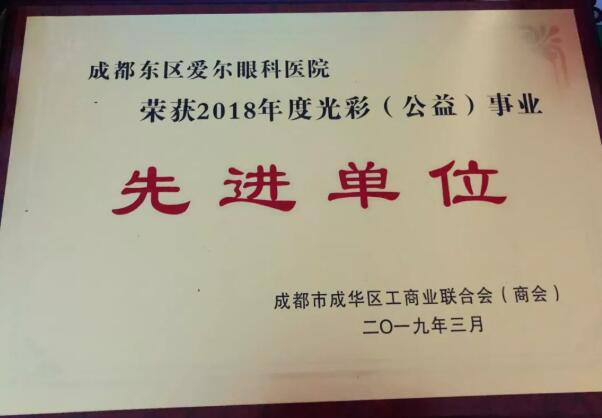 成都东区爱尔眼科医院
荣获2018年度光彩（公益）事业
先进单位
成都市成华区工商业联合会（商会）
二〇一九年三月